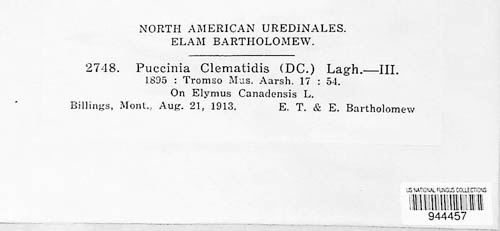 NORTH AMERICAN UREDINALES.
ELAM BARTHOLOMEW.
2748. Puccinia Clematidis (DC.) Lagh.—III.
1895 : Tromso Mus. Aarsh. 17 : 54.
On Elymus Canadensis L.
Billings, Mont., Aug. 21, 1913. E. T. & E. Bartholomew
US NATIONAL FUNGUS COLLECTIONS
944457